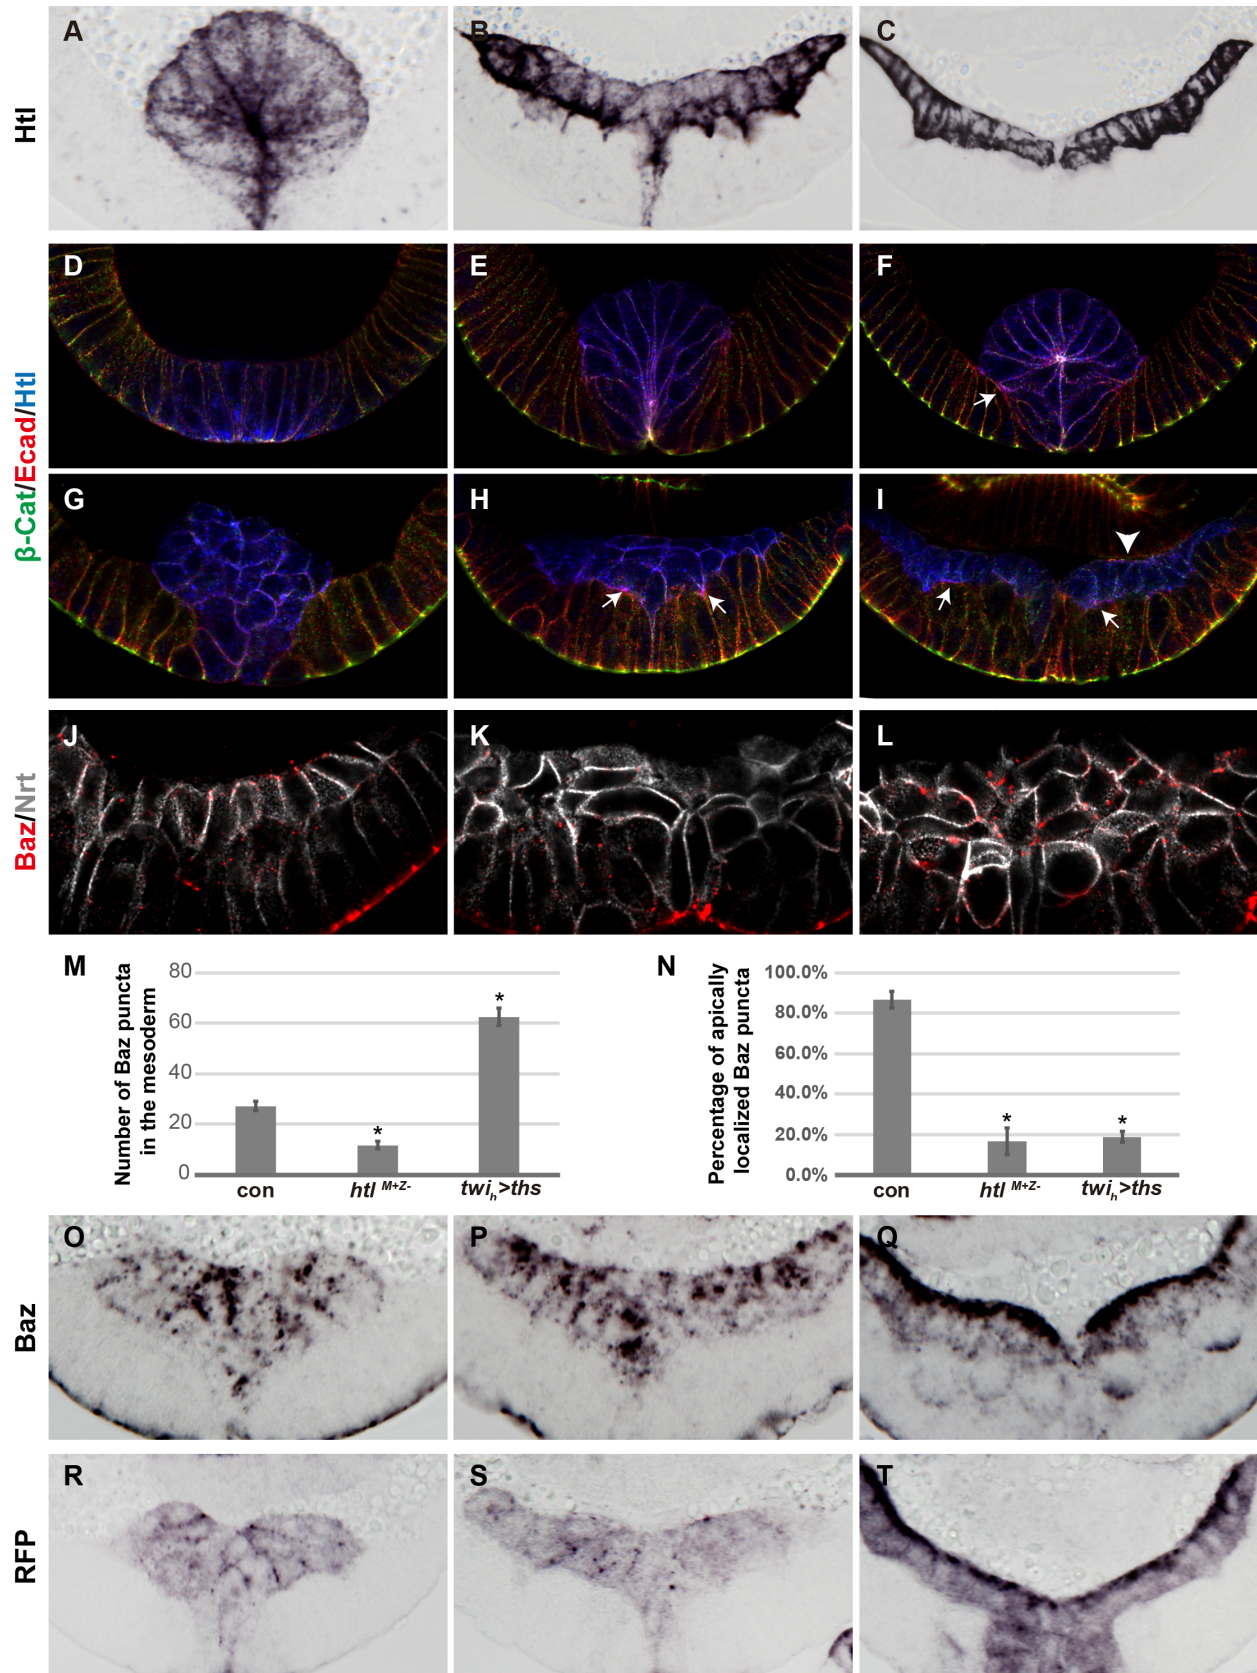 Htl
A
B
C
β-Cat/Ecad/Htl
D
E
F
G
H
I
Baz/Nrt
J
K
L
M
Number of Baz puncta
in the mesoderm
80
60
40
20
0
*
*
con
htl M+Z-
twih>ths
N
Percentage of apically
localized Baz puncta
100.0%
80.0%
60.0%
40.0%
20.0%
0.0%
*
*
con
htl M+Z-
twih>ths
Baz
O
P
Q
RFP
R
S
T